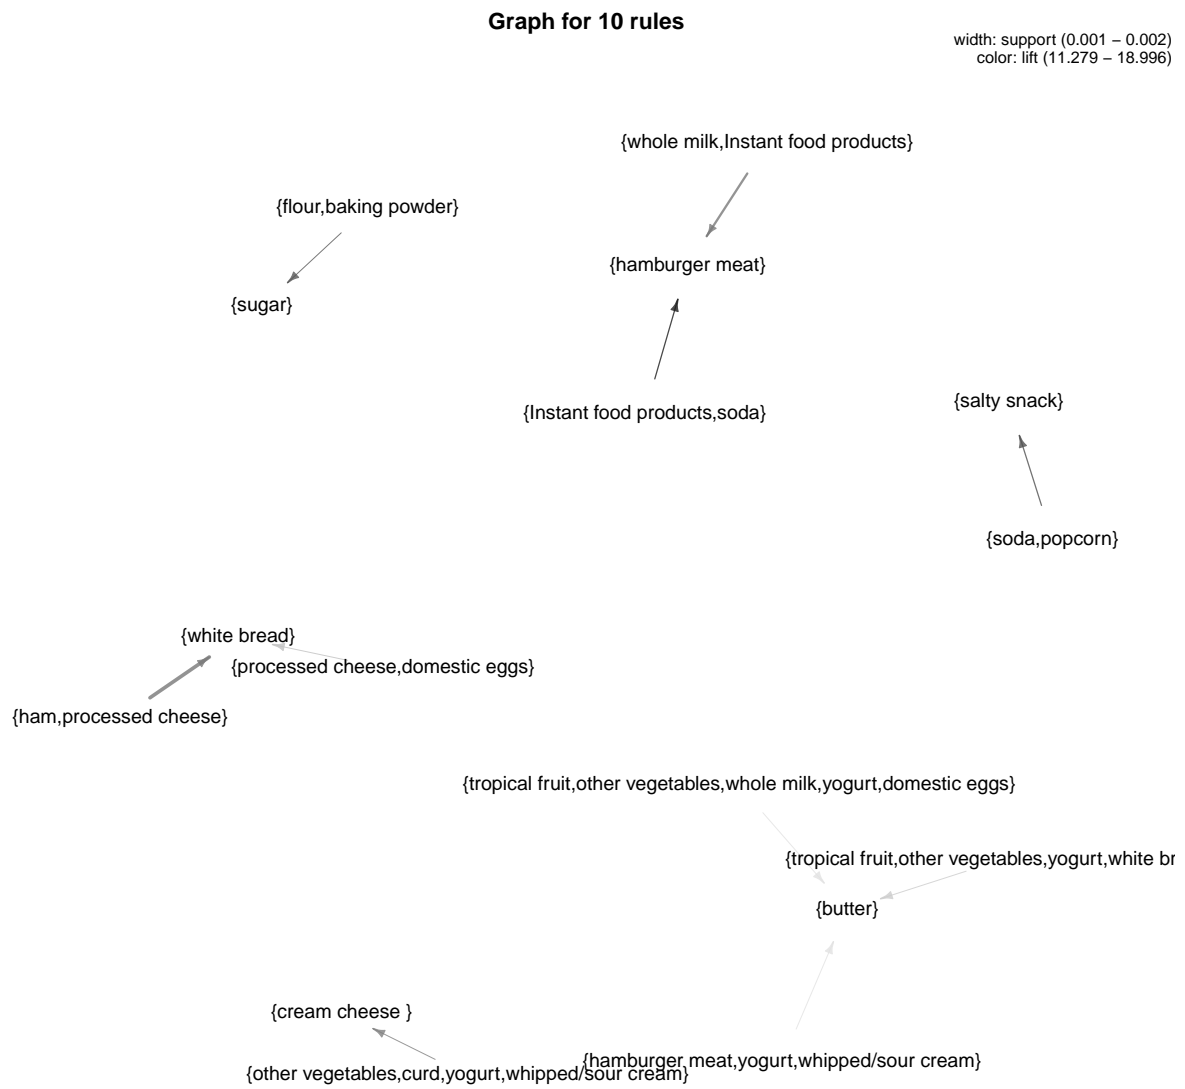 Graph for 10 rules
width: support (0.001 – 0.002)
color: lift (11.279 – 18.996)
{whole milk,Instant food products}
{flour,baking powder}
{hamburger meat}
{sugar}
{salty snack}
{Instant food products,soda}
{soda,popcorn}
{white bread}
{processed cheese,domestic eggs}
{ham,processed cheese}
{tropical fruit,other vegetables,whole milk,yogurt,domestic eggs}
{tropical fruit,other vegetables,yogurt,white br
{butter}
{cream cheese }
{hamburger meat,yogurt,whipped/sour cream}
{other vegetables,curd,yogurt,whipped/sour cream}